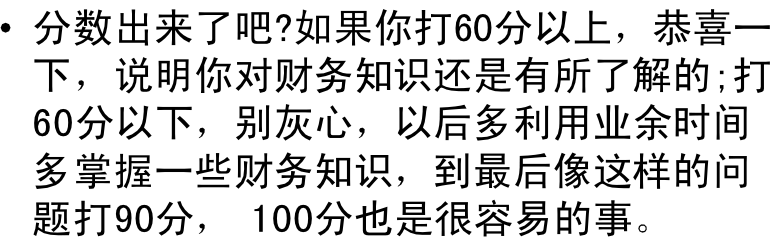 • 分数出来了吧?如果你打60分以上，恭喜一
下，说明你对财务知识还是有所了解的;打
60分以下，别灰心，以后多利用业余时间
多掌握一些财务知识，到最后像这样的问
题打90分， 100分也是很容易的事。